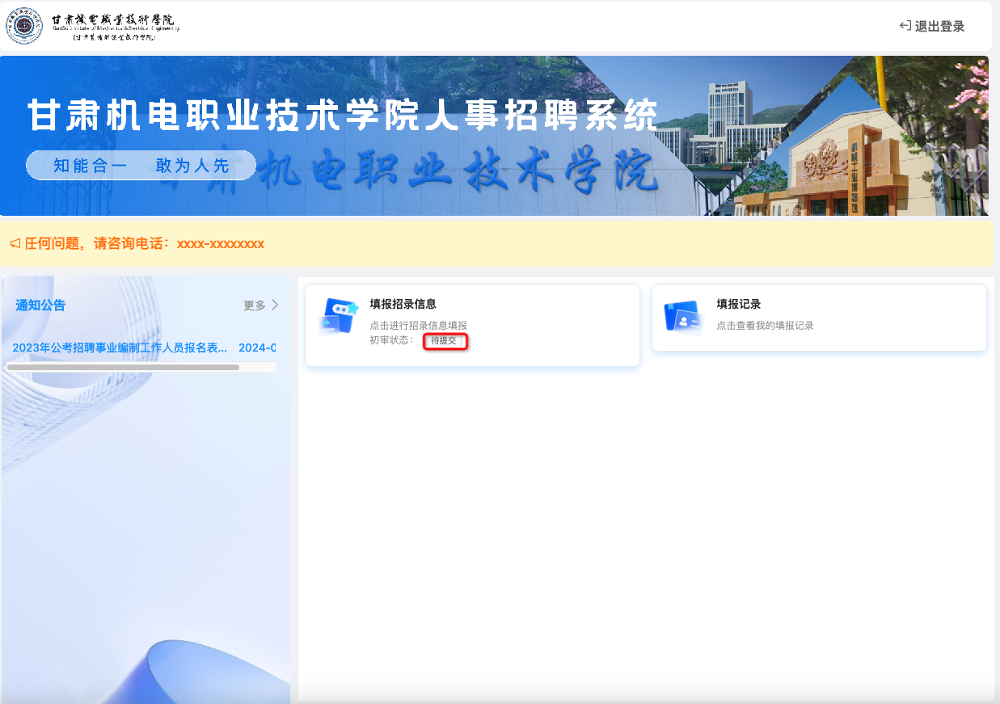 甘肃機電職業技術學院
GanSu Institute of Mechanical & Electrical Engineering
退出登录
甘肃机电职业技术学院人事招聘系统
知能合一 敢为人先
机电职业技术学院
任何问题，请咨询电话：xxxx-xxxxxxxx
通知公告
更多
2023年公考招聘事业编制工作人员报名表... 2024-0
填报招录信息
点击进行招录信息填报
初审状态：
待提交
填报记录
点击查看我的填报记录